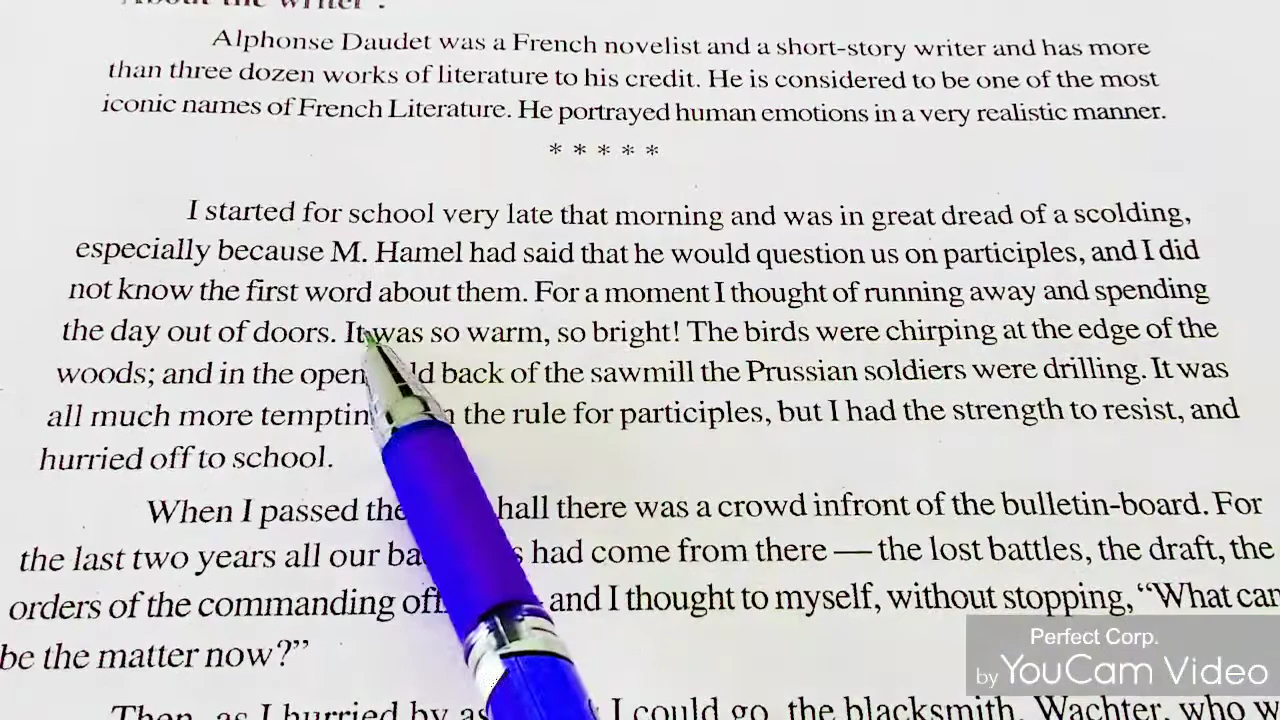 About the writer :
Alphonse Daudet was a French novelist and a short-story writer and has more
than three dozen works of literature to his credit. He is considered to be one of the most
iconic names of French Literature. He portrayed human emotions in a very realistic manner.
* * * * *
I started for school very late that morning and was in great dread of a scolding,
especially because M. Hamel had said that he would question us on participles, and I did
not know the first word about them. For a moment I thought of running away and spending
the day out of doors. It was so warm, so bright! The birds were chirping at the edge of the
woods; and in the open back of the sawmill the Prussian soldiers were drilling. It was
all much more the rule for participles, but I had the strength to resist, and
hurried off to school.
When I passed the hall there was a crowd infront of the bulletin-board. For
the last two years all our had come from there — the lost battles, the draft, the
orders of the commanding and I thought to myself, without stopping, “What can
be the matter now?”
Then, as I hurried by as I could go, the blacksmith, Wachter, who
Perfect Corp.
by YouCam Video